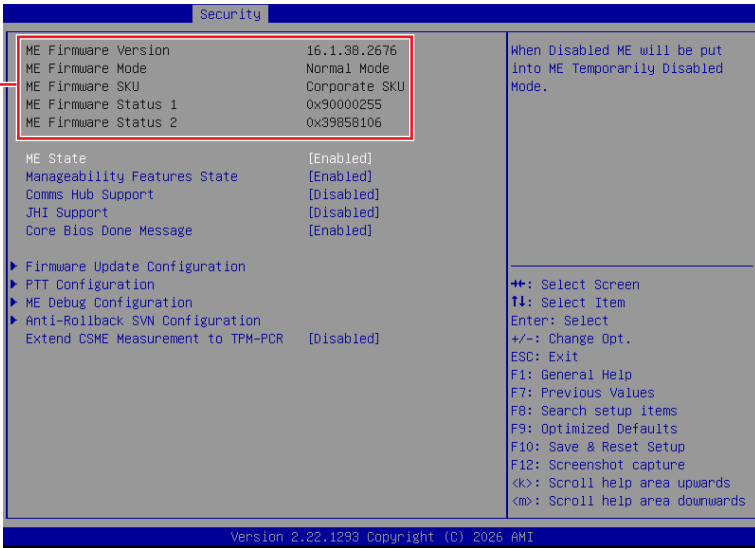 Security
ME Firmware Version 16.1.38.2676
ME Firmware Mode Normal Mode
ME Firmware SKU Corporate SKU
ME Firmware Status 1 0x90000255
ME Firmware Status 2 0x39858106
ME State [Enabled]
Manageability Features State [Enabled]
Comms Hub Support [Disabled]
JHI Support [Disabled]
Core Bios Done Message [Enabled]
Firmware Update Configuration
PTT Configuration
ME Debug Configuration
Anti-Rollback SVN Configuration
Extend CSME Measurement to TPM-PCR [Disabled]
When Disabled ME will be put
into ME Temporarily Disabled
Mode.
→←: Select Screen
↑↓: Select Item
Enter: Select
+/-: Change Opt.
ESC: Exit
F1: General Help
F7: Previous Values
F8: Search setup items
F9: Optimized Defaults
F10: Save & Reset Setup
F12: Screenshot capture
<k>: Scroll help area upwards
<m>: Scroll help area downwards
Version 2.22.1293 Copyright (C) 2026 AMI